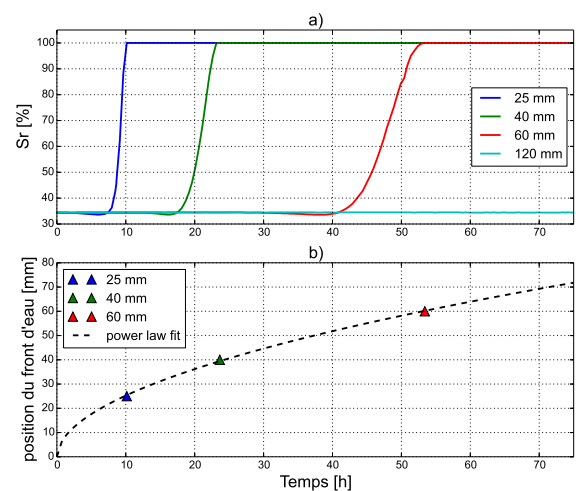 a)
Sr [%]
100
90
80
70
60
50
40
30
25 mm
40 mm
60 mm
120 mm
0 10 20 30 40 50 60 70
b)
position du front d'eau [mm]
80
70
60
50
40
30
20
10
0
25 mm
40 mm
60 mm
power law fit
0 10 20 30 40 50 60 70
Temps [h]